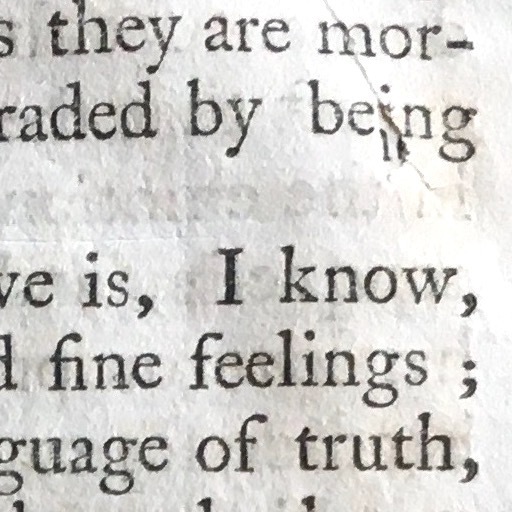 s they are mor-
raded by being
ve is, I know,
d fine feelings ;
guage of truth,